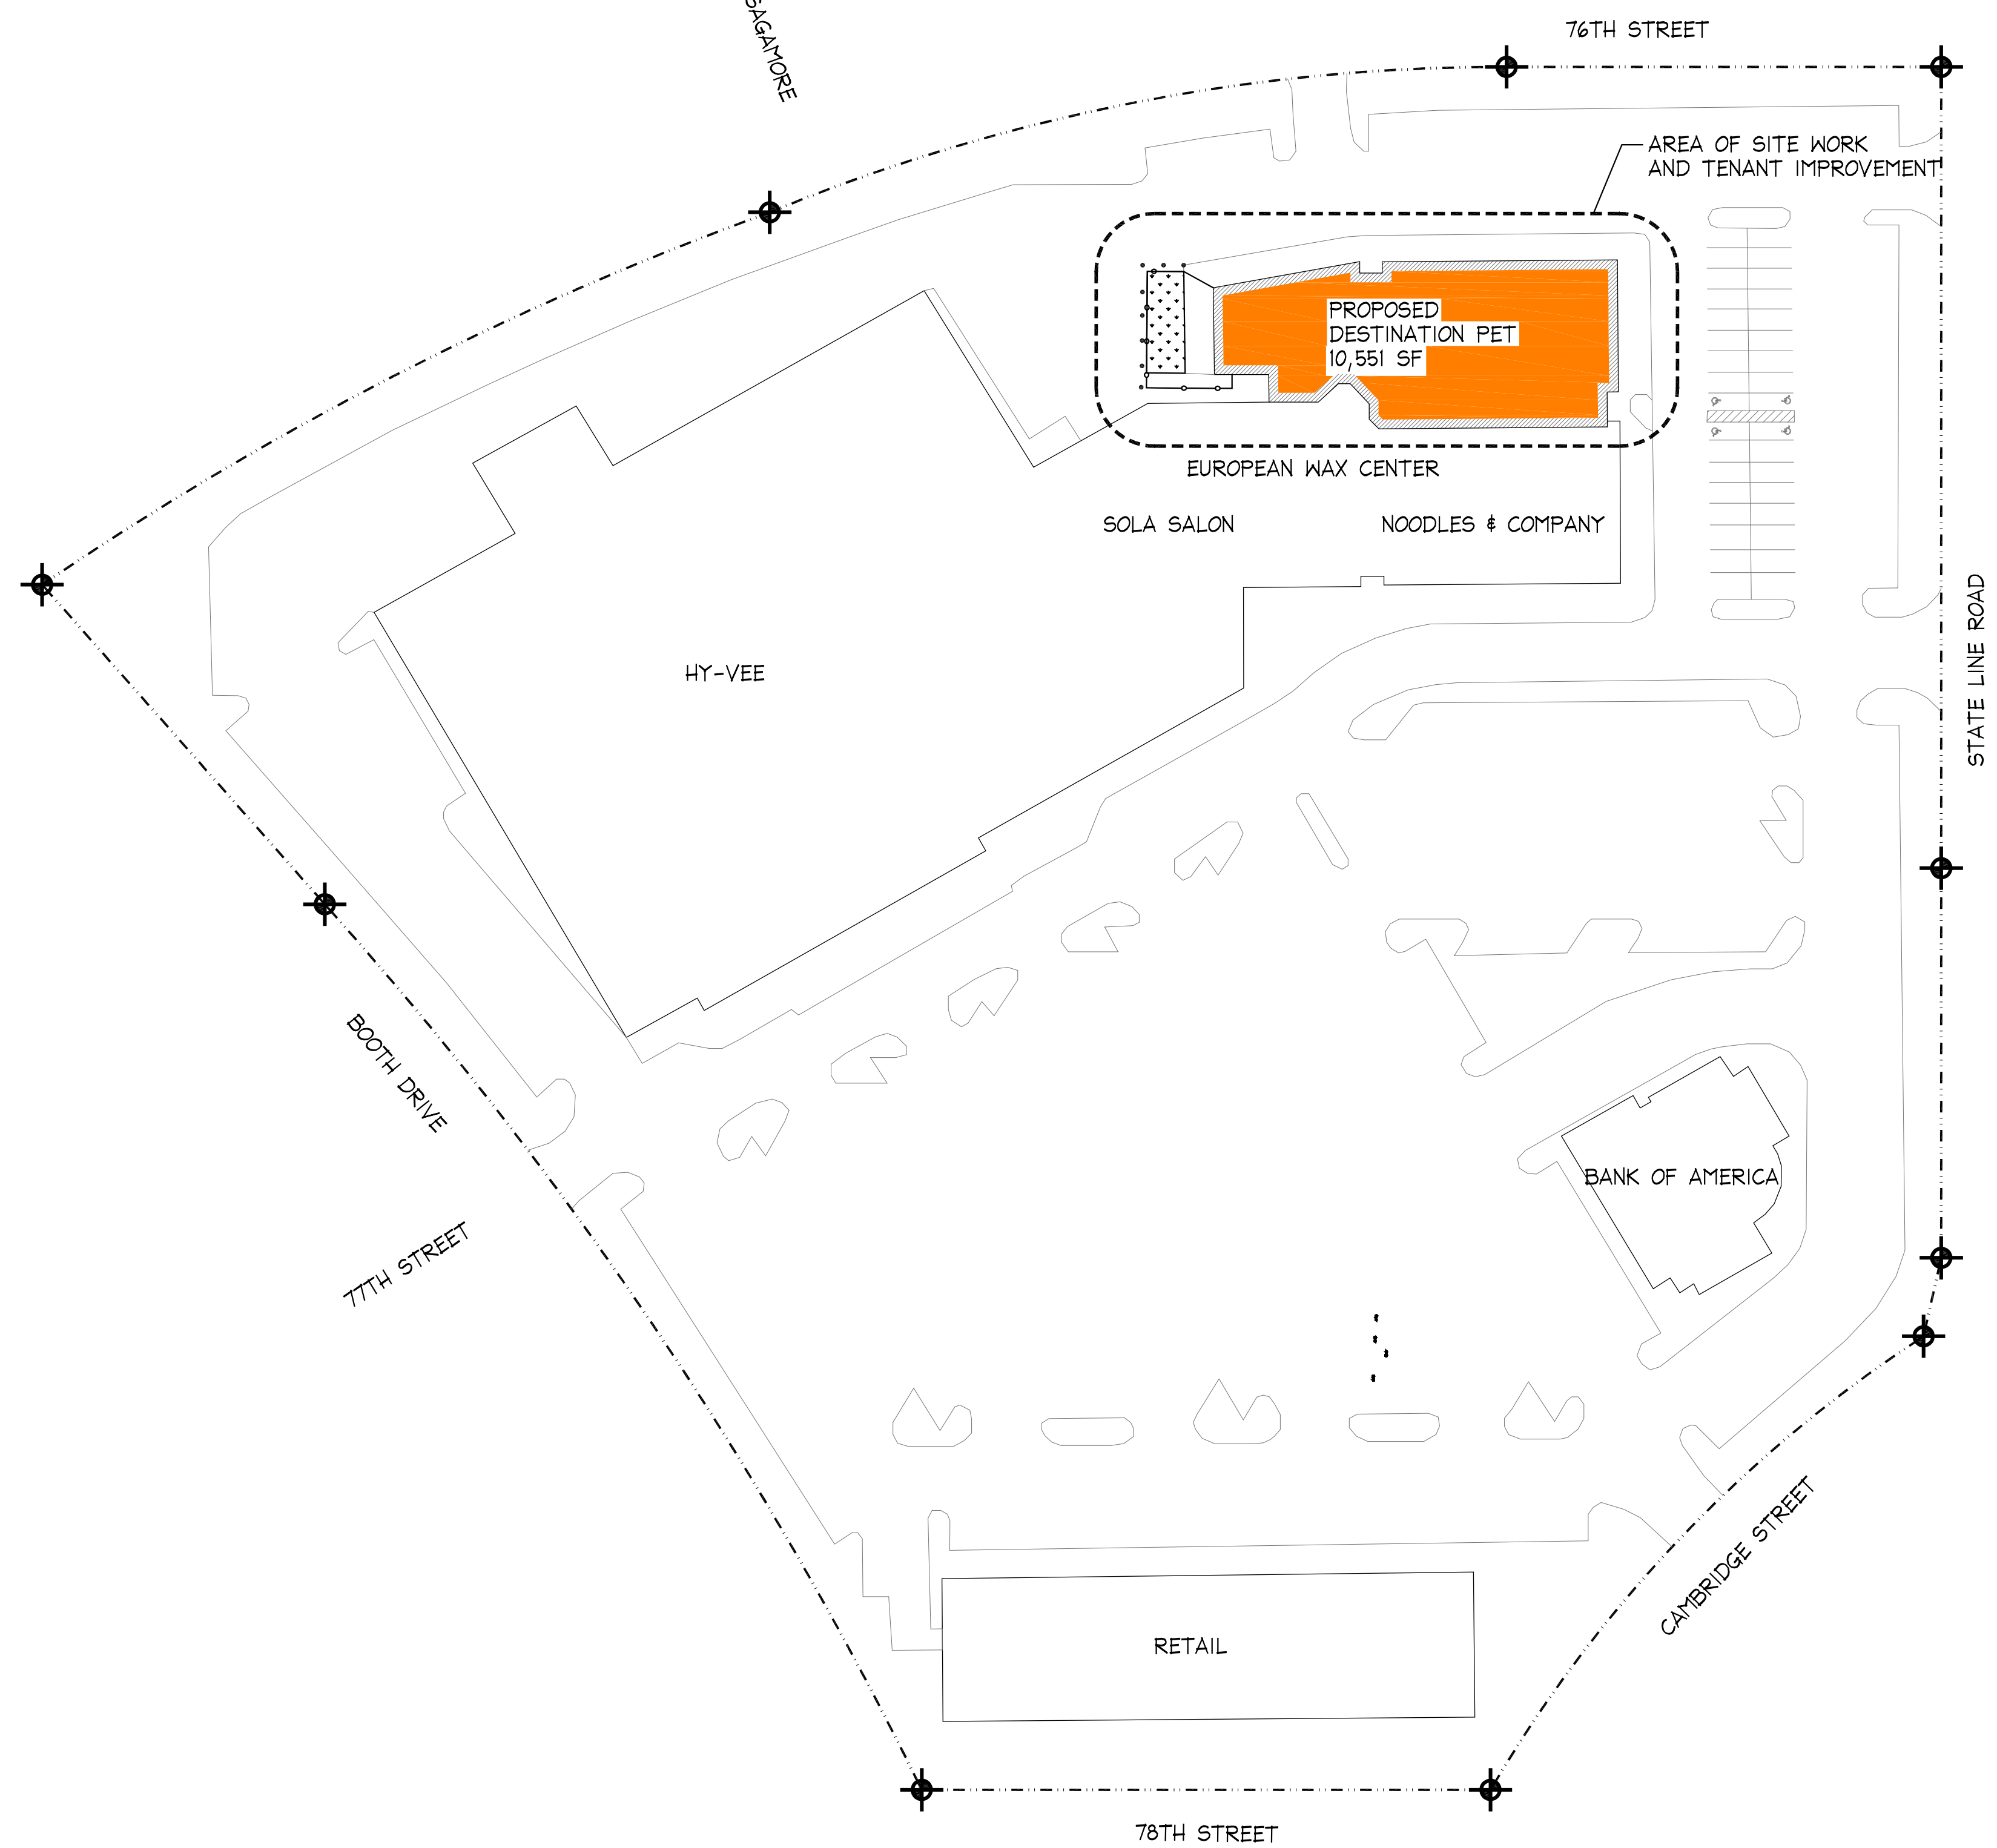 SAGAMORE
76TH STREET
AREA OF SITE WORK
AND TENANT IMPROVEMENT
PROPOSED
DESTINATION PET
10,551 SF
EUROPEAN WAX CENTER
SOLA SALON
NOODLES & COMPANY
STATE LINE ROAD
HY-VEE
BOOTH DRIVE
BANK OF AMERICA
77TH STREET
CAMBRIDGE STREET
RETAIL
78TH STREET